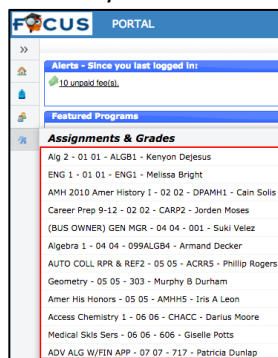 FOCUS PORTAL
»
Alerts - Since you last logged in:
10 unpaid fee(s).
Featured Programs
Assignments & Grades
Alg 2 - 01 01 - ALGB1 - Kenyon Dejesus
ENG 1 - 01 01 - ENG1 - Melissa Bright
AMH 2010 Amer History I - 02 02 - DPAMH1 - Cain Solis
Career Prep 9-12 - 02 02 - CARP2 - Jorden Moses
(BUS OWNER) GEN MGR - 04 04 - 001 - Suki Velez
Algebra 1 - 04 04 - 099ALGB4 - Armand Decker
AUTO COLL RPR & REF2 - 05 05 - ACRR5 - Phillip Rogers
Geometry - 05 05 - 303 - Murphy B Durham
Amer His Honors - 05 05 - AMHH5 - Iris A Leon
Access Chemistry 1 - 06 06 - CHACC - Darius Moore
Medical Skls Sers - 06 06 - 606 - Giselle Potts
ADV ALG W/FIN APP - 07 07 - 717 - Patricia Dunlap